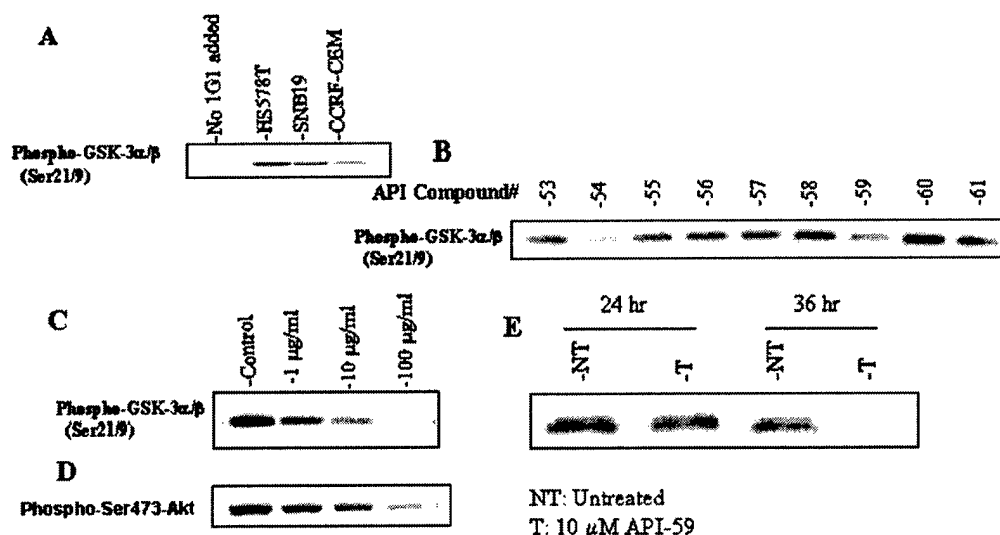 A
-No 1G1 added
-HS578T
-SNB19
-CCRF-CEM
Phospho-GSK-3α/β
(Ser21/9)
B
API Compound#
-53
-54
-55
-56
-57
-58
-59
-60
-61
Phospho-GSK-3α/β
(Ser21/9)
C
-Control
-1 μg/ml
-10 μg/ml
-100 μg/ml
Phospho-GSK-3α/β
(Ser21/9)
D
Phospho-Ser473-Akt
E
24 hr
36 hr
-NT
-T
-NT
-T
NT: Untreated
T: 10 μM API-59